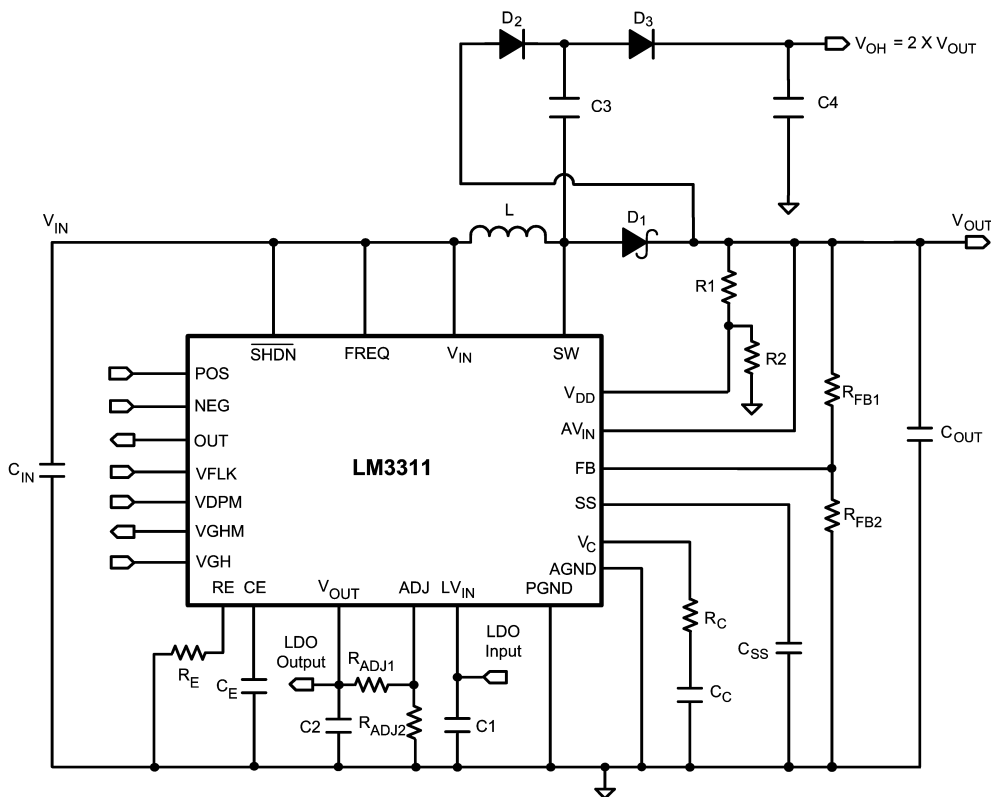 D2
D3
VOH = 2 X VOUT
C3
C4
VIN
L
D1
VOUT
R1
R2
SHDN
FREQ
VIN
SW
POS
NEG
OUT
VFLK
VDPM
VGHM
VGH
LM3311
VDD
AVIN
FB
SS
VC
AGND
RFB1
RFB2
COUT
CIN
RE
CE
VOUT
ADJ
LVIN
PGND
LDO
Output
LDO
Input
RADJ1
RE
CE
C2
RADJ2
C1
RC
CC
CSS